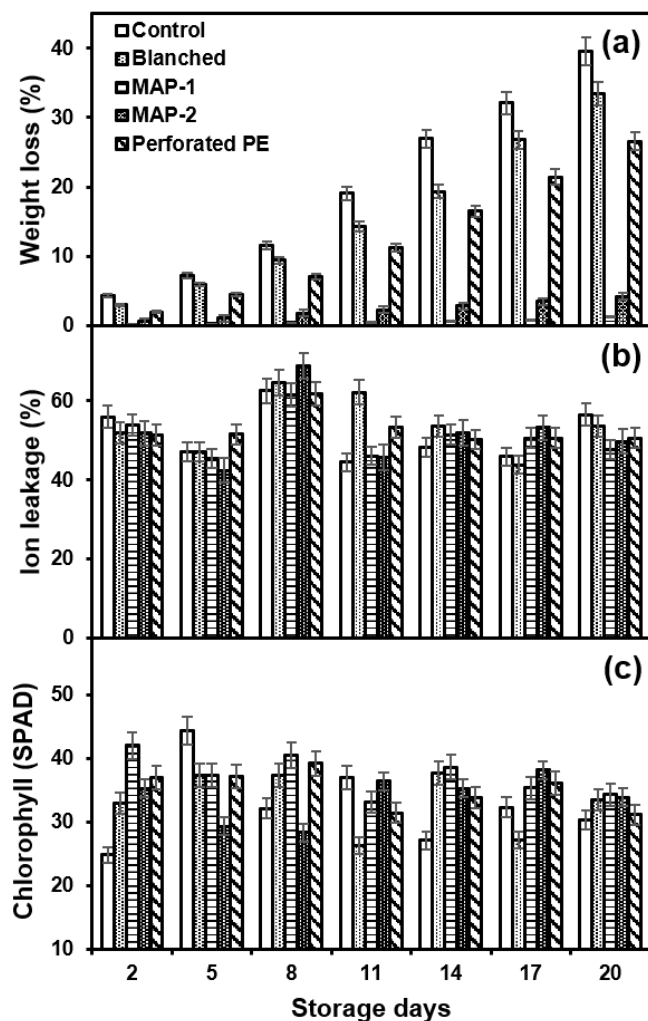 (a)
Control
Blanched
MAP-1
MAP-2
Perforated PE
Weight loss (%)
40
30
20
10
0
(b)
Ion leakage (%)
60
40
20
0
(c)
Chlorophyll (SPAD)
50
40
30
20
10
2 5 8 11 14 17 20
Storage days